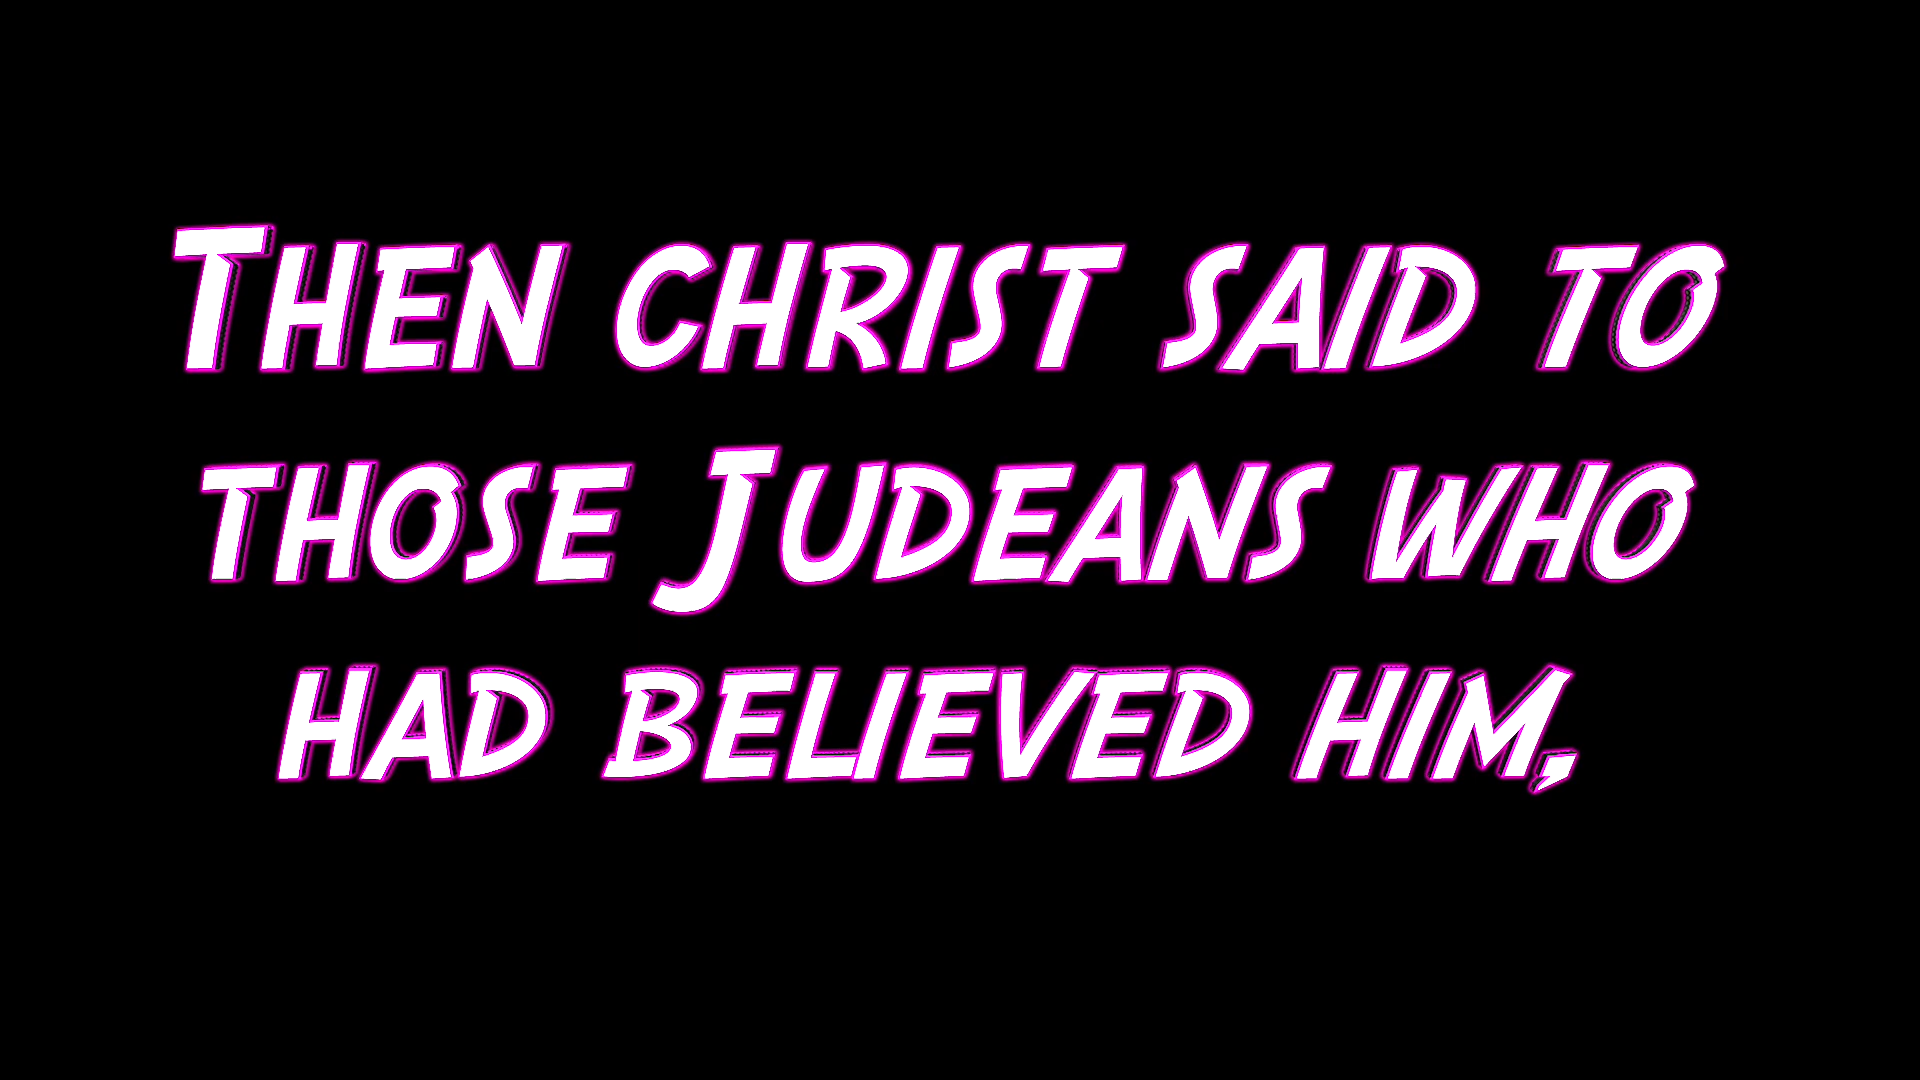 Then christ said to
those Judeans who
had believed him,